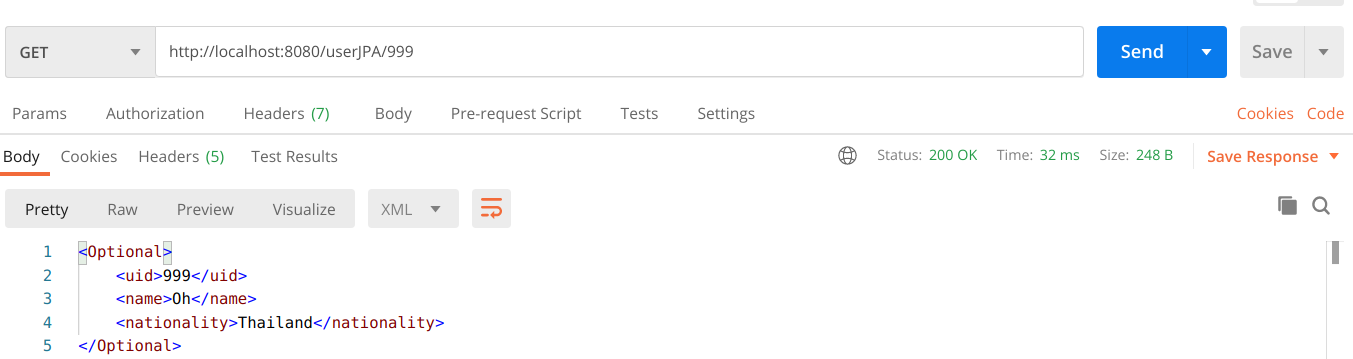 GET http://localhost:8080/userJPA/999 Send Save
Params Authorization Headers (7) Body Pre-request Script Tests Settings Cookies Code
Body Cookies Headers (5) Test Results Status: 200 OK Time: 32 ms Size: 248 B Save Response
Pretty Raw Preview Visualize XML
1 <Optional>
2 <uid>999</uid>
3 <name>Oh</name>
4 <nationality>Thailand</nationality>
5 </Optional>